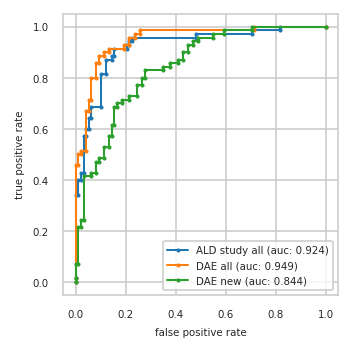 1.0
0.8
0.6
0.4
0.2
0.0
true positive rate
ALD study all (auc: 0.924)
DAE all (auc: 0.949)
DAE new (auc: 0.844)
0.0 0.2 0.4 0.6 0.8 1.0
false positive rate